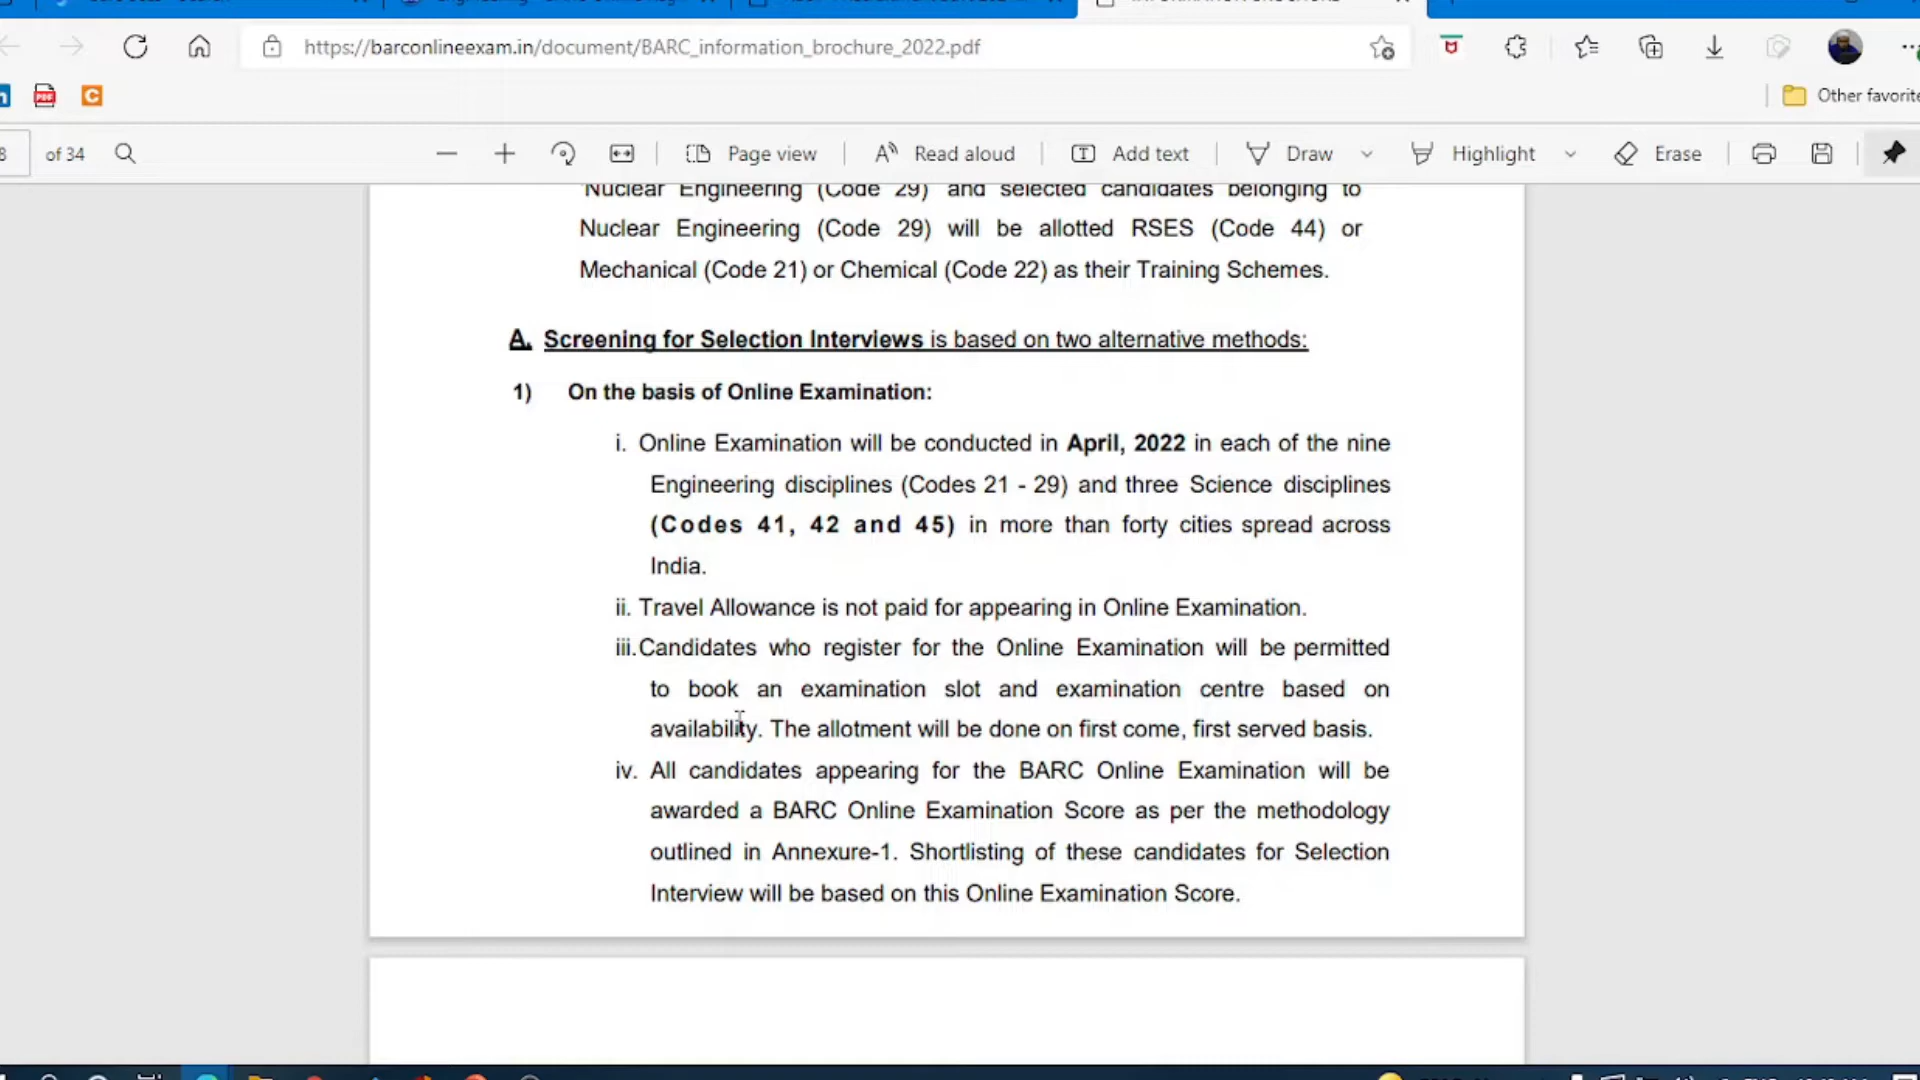 https://barconlineexam.in/document/BARC_information_brochure_2022.pdf
Other favorite
of 34
Page view
Read aloud
Add text
Draw
Highlight
Erase
Nuclear Engineering (Code 29) and selected candidates belonging to
Nuclear Engineering (Code 29) will be allotted RSES (Code 44) or
Mechanical (Code 21) or Chemical (Code 22) as their Training Schemes.
A. Screening for Selection Interviews is based on two alternative methods:
1) On the basis of Online Examination:
i. Online Examination will be conducted in April, 2022 in each of the nine
Engineering disciplines (Codes 21 - 29) and three Science disciplines
(Codes 41, 42 and 45) in more than forty cities spread across
India.
ii. Travel Allowance is not paid for appearing in Online Examination.
iii.Candidates who register for the Online Examination will be permitted
to book an examination slot and examination centre based on
availability. The allotment will be done on first come, first served basis.
iv. All candidates appearing for the BARC Online Examination will be
awarded a BARC Online Examination Score as per the methodology
outlined in Annexure-1. Shortlisting of these candidates for Selection
Interview will be based on this Online Examination Score.